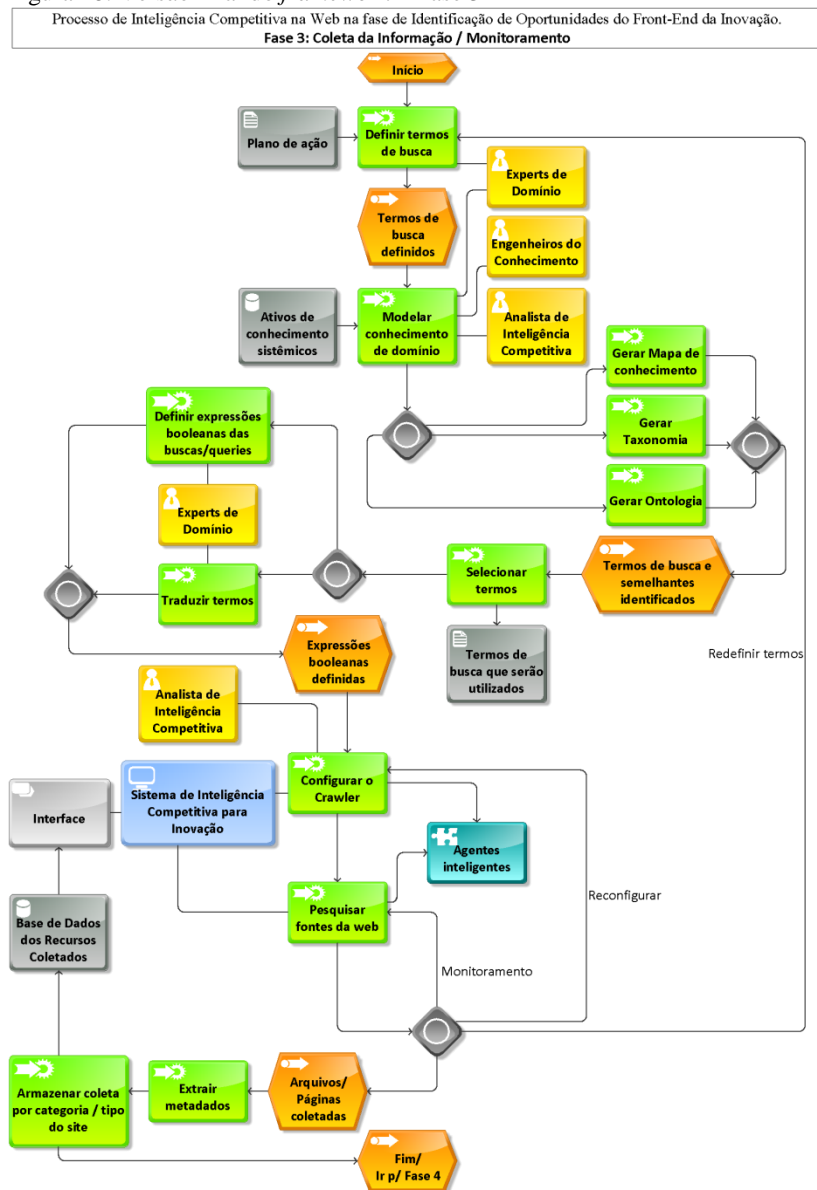 Processo de Inteligência Competitiva na Web na fase de Identificação de Oportunidades do Front-End da Inovação.
Fase 3: Coleta da Informação / Monitoramento
Início
Plano de ação
Definir termos
de busca
Experts de
Domínio
Termos de
busca
definidos
Engenheiros do
Conhecimento
Ativos de
conhecimento
sistêmicos
Modelar
conhecimento
de domínio
Analista de
Inteligência
Competitiva
Gerar Mapa de
conhecimento
Gerar
Taxonomia
Gerar Ontologia
Definir expressões
booleanas das
buscas/queries
Experts de
Domínio
Traduzir termos
Selecionar
termos
Termos de busca e
semelhantes
identificados
Termos de
busca que serão
utilizados
Redefinir termos
Expressões
booleanas
definidas
Analista de
Inteligência
Competitiva
Interface
Sistema de Inteligência
Competitiva para
Inovação
Configurar o
Crawler
Agentes
inteligentes
Reconfigurar
Base de Dados
dos Recursos
Coletados
Pesquisar
fontes da web
Monitoramento
Armazenar coleta
por categoria / tipo
do site
Extrair
metadados
Arquivos/
Páginas
coletadas
Fim/
Ir p/ Fase 4